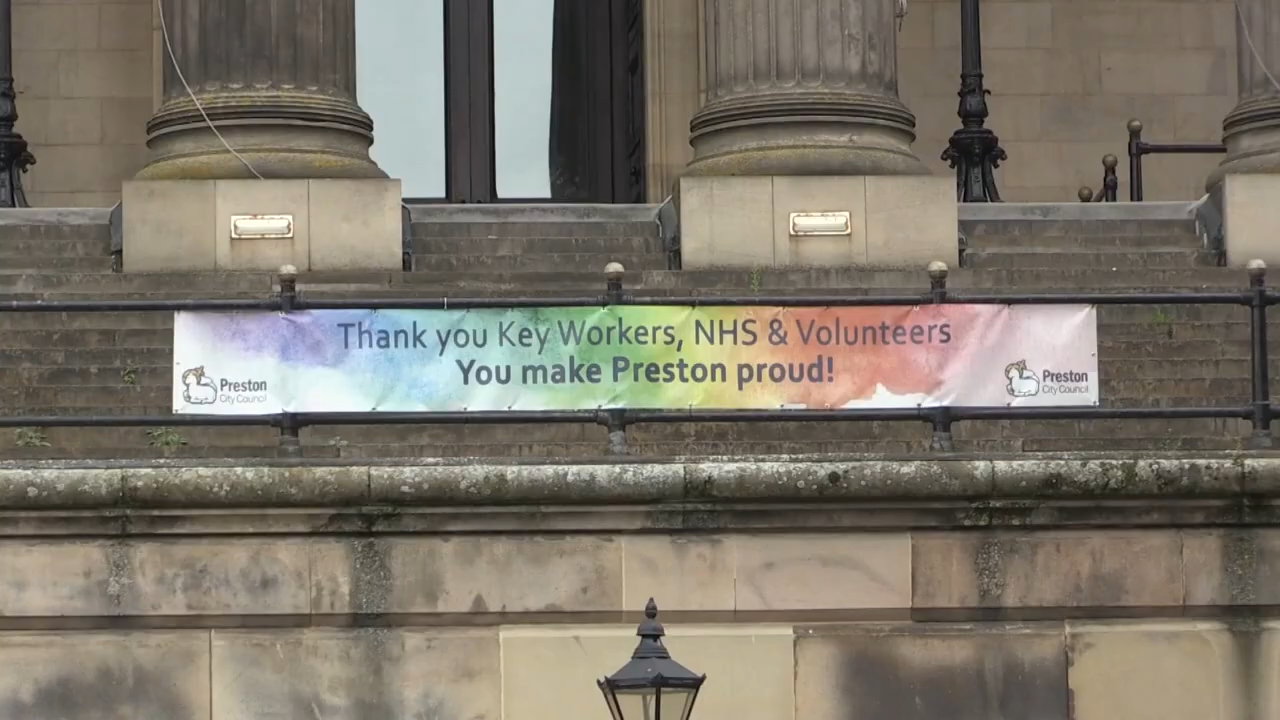 Thank you Key Workers, NHS & Volunteers
You make Preston proud!
Preston
City Council
Preston
City Council